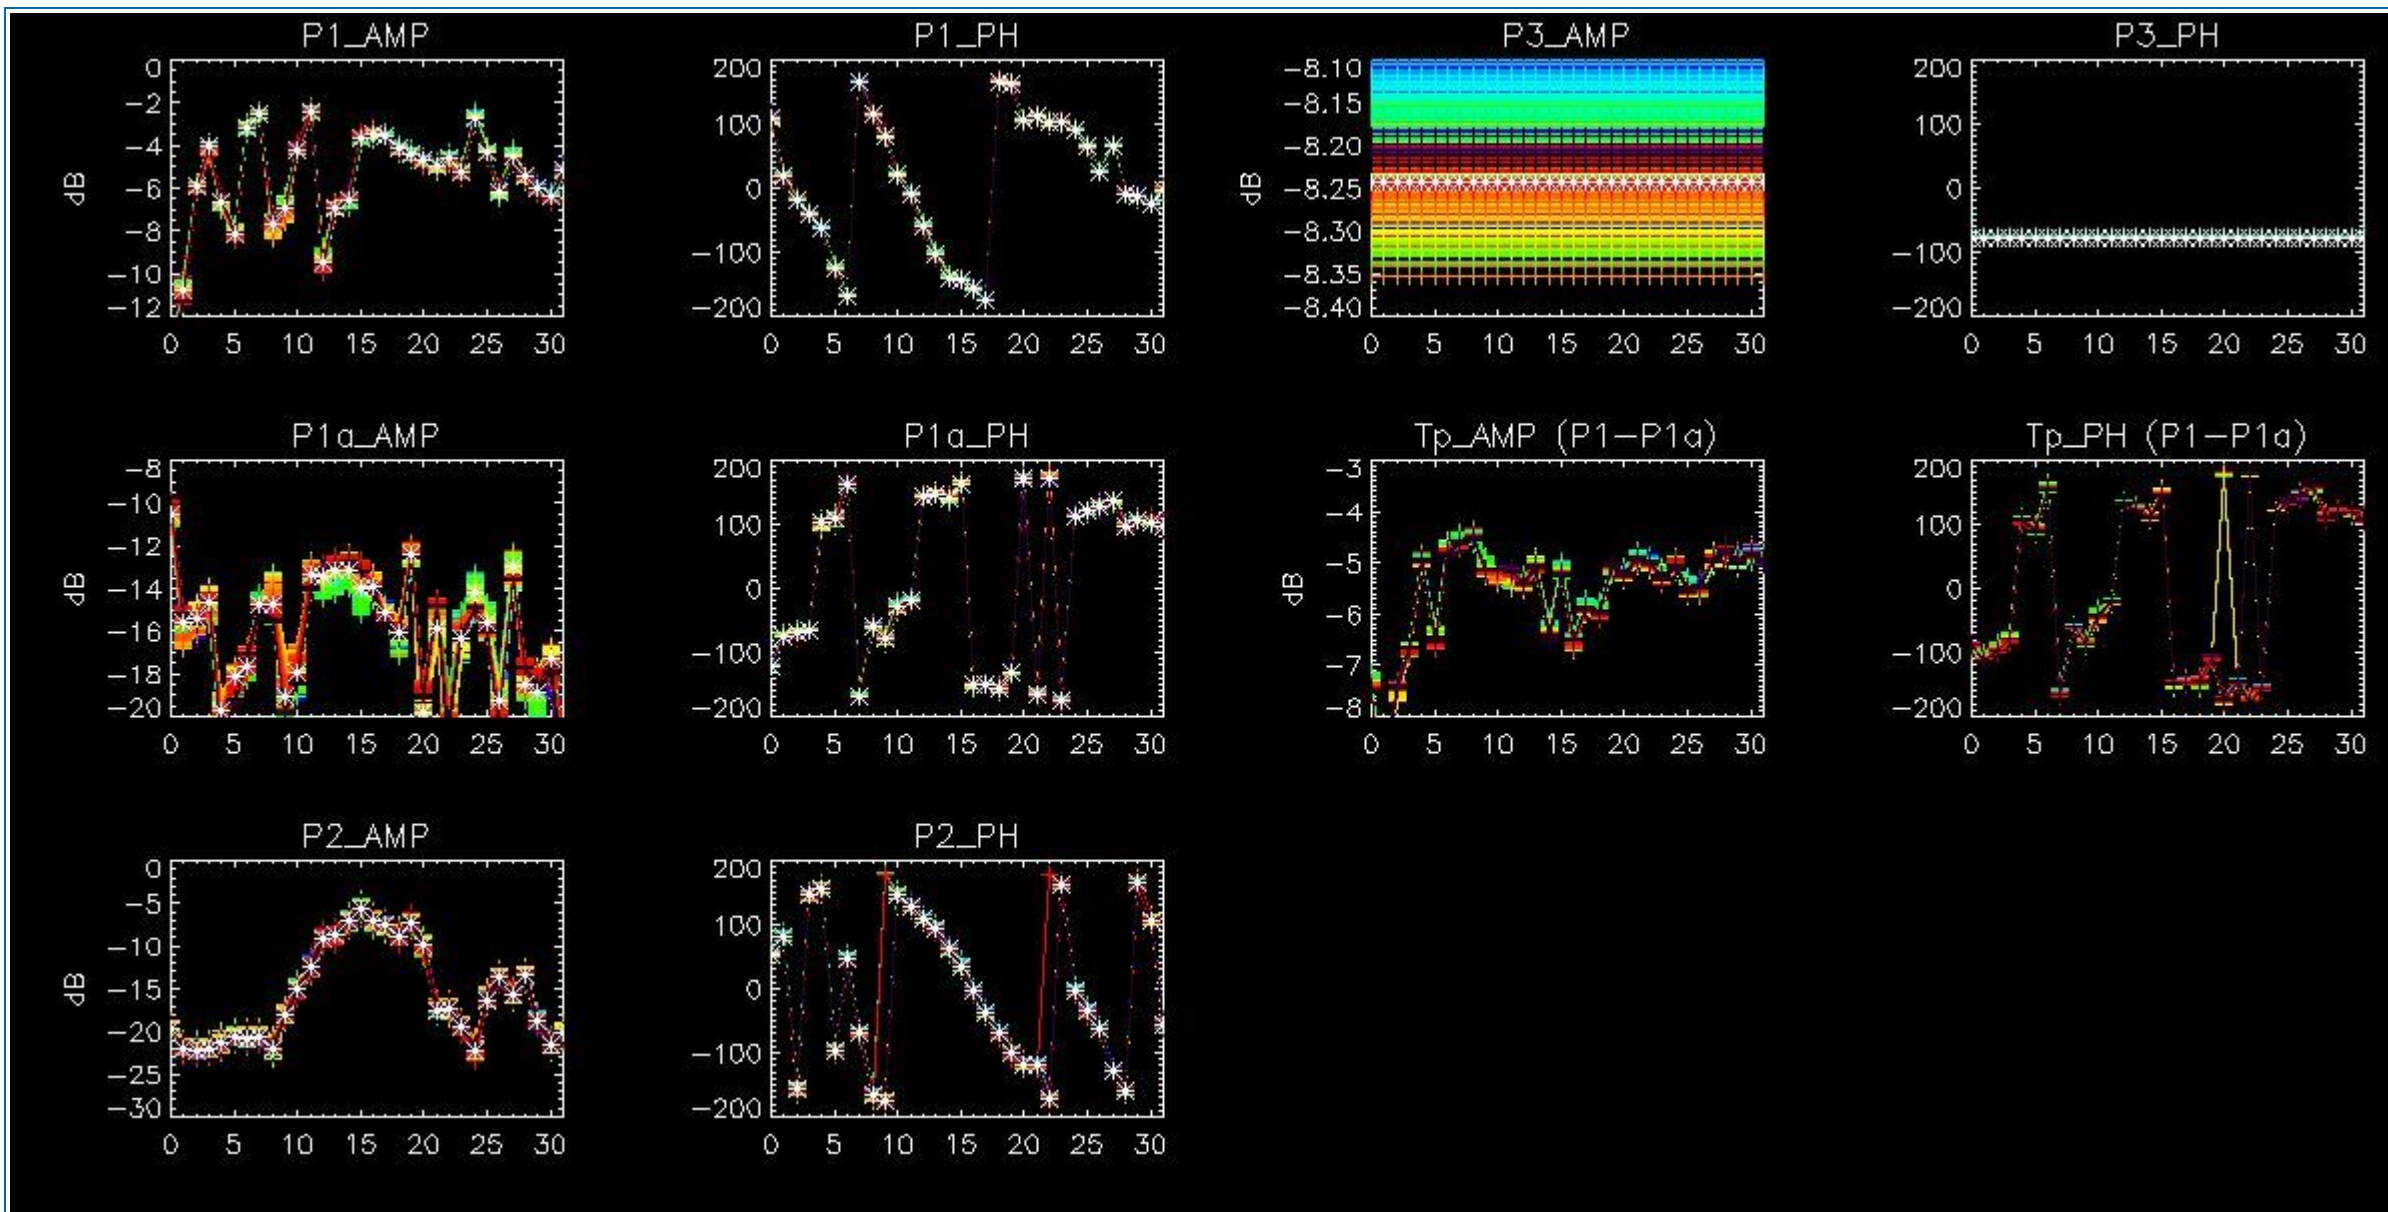 P1_AMP P1_PH P3_AMP P3_PH
0 200 -8.10 200
-2 100 -8.15 100
-4 0 -8.20 0
-6 -100 -8.25 -100
-8 -200 -8.30 -200
-10 -8.35
-12 -8.40
dB dB
0 5 10 15 20 25 30 0 5 10 15 20 25 30 0 5 10 15 20 25 30 0 5 10 15 20 25 30
P1a_AMP P1a_PH Tp_AMP (P1-P1a) Tp_PH (P1-P1a)
-8 200 -3 200
-10 100 -4 100
-12 0 -5 0
-14 -100 -6 -100
-16 -200 -7 -200
-18 -8
-20
dB dB
0 5 10 15 20 25 30 0 5 10 15 20 25 30 0 5 10 15 20 25 30 0 5 10 15 20 25 30
P2_AMP P2_PH
0 200
-5 100
-10 0
-15 -100
-20 -200
-25
-30
dB
0 5 10 15 20 25 30 0 5 10 15 20 25 30